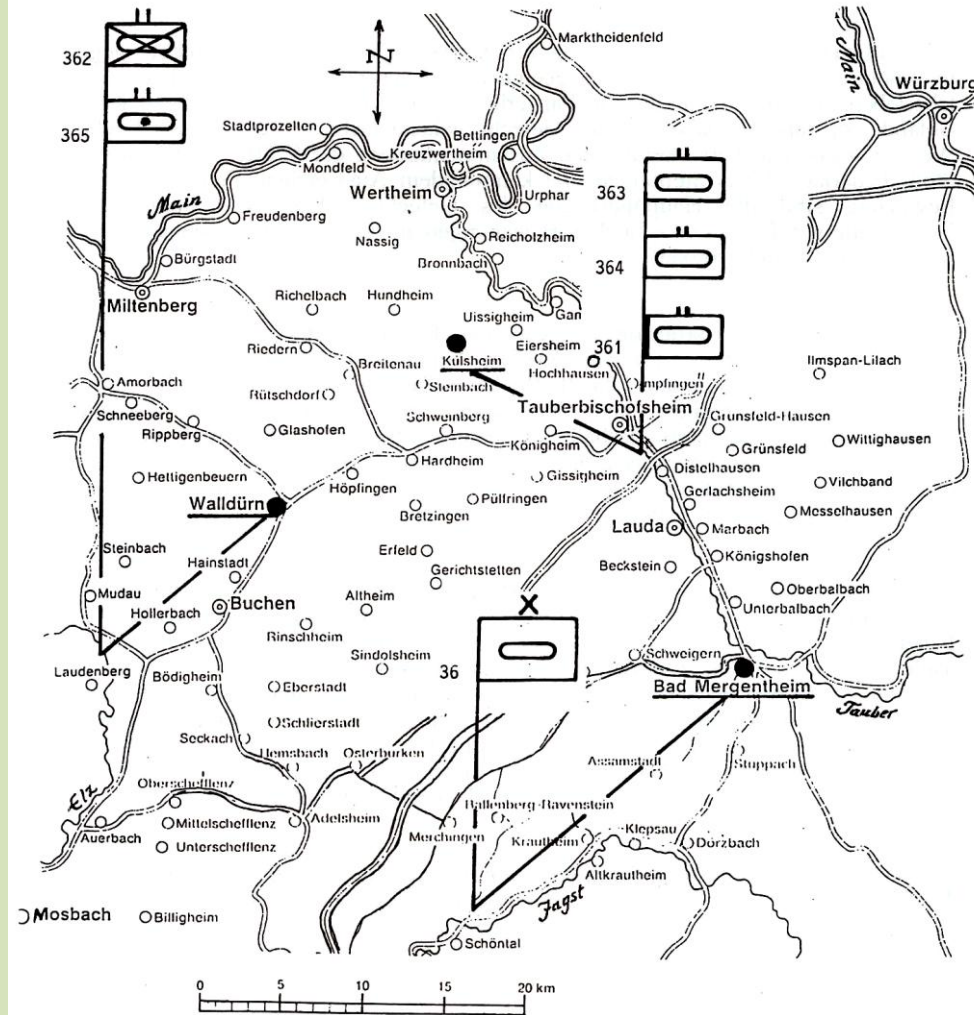 362
365
N
Marktheidenfeld
Main
Würzburg
Stadtprozelten
Mondfeld
Kreuzwertheim
Bettingen
Wertheim
Urphar
363
Main
Freudenberg
Nassig
Reicholzheim
Bronnbach
364
Bürgstadt
Miltenberg
Richelbach
Hundheim
Gam
Uissigheim
Eiersheim
361
Riedern
Breitenau
Külsheim
Hochhausen
Ilmspan-Lilach
Amorbach
Steinbach
mpfingen
Schneeberg
Rütschdorf
Tauberbischofsheim
Grünsfeld-Hausen
Rippberg
Glashofen
Schweinberg
Königheim
Wittighausen
Grünsfeld
Hardheim
Distelhausen
Hettigenbeuern
Höpfingen
Gissigheim
Vilchband
Walldürn
Pülfringen
Gerlachsheim
Bretzingen
Messelhausen
Lauda
Marbach
Steinbach
Erfeld
Königshofen
Hainstadt
Gerichtstetten
Beckstein
Mudau
Oberbalbach
Buchen
Altheim
Unterbalbach
Hollerbach
Rinschheim
Sindolsheim
36
Schweigern
Laudenberg
Bödigheim
Eberstadt
Bad Mergentheim
Tauber
Schlierstadt
Seckach
Hemsbach
Osterburken
Assamstadt
Stuppach
Elz
Oberschefflenz
Ballenberg-Ravenstein
Auerbach
Mittelschefflenz
Adelsheim
Merchingen
Krautheim
Klepsau
Dörzbach
Unterschefflenz
Altkrautheim
Jagst
Mosbach
Billigheim
Schöntal
0 5 10 15 20 km